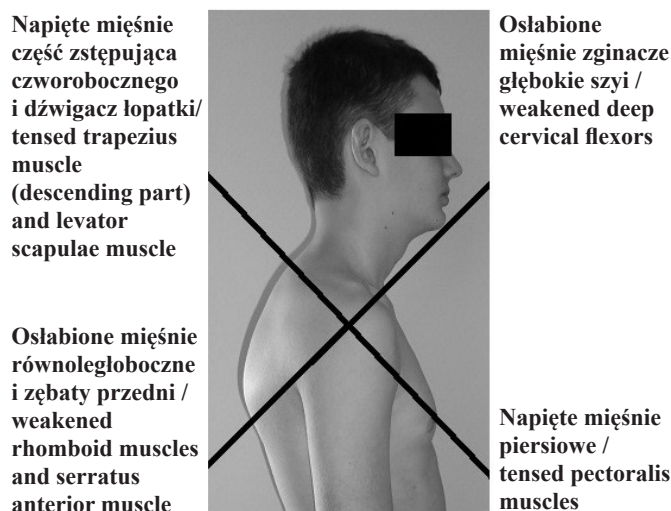 Napięte mięśnie
część zstępująca
czworobocznego
i dźwigacz łopatki/
tensed trapezius
muscle
(descending part)
and levator
scapulae muscle
Osłabione mięśnie
równoległoboczne
i zębaty przedni /
weakened
rhomboid muscles
and serratus
anterior muscle
Osłabione
mięśnie zginacze
głębokie szyi /
weakened deep
cervical flexors
Napięte mięśnie
piersiowe /
tensed pectoralis
muscles